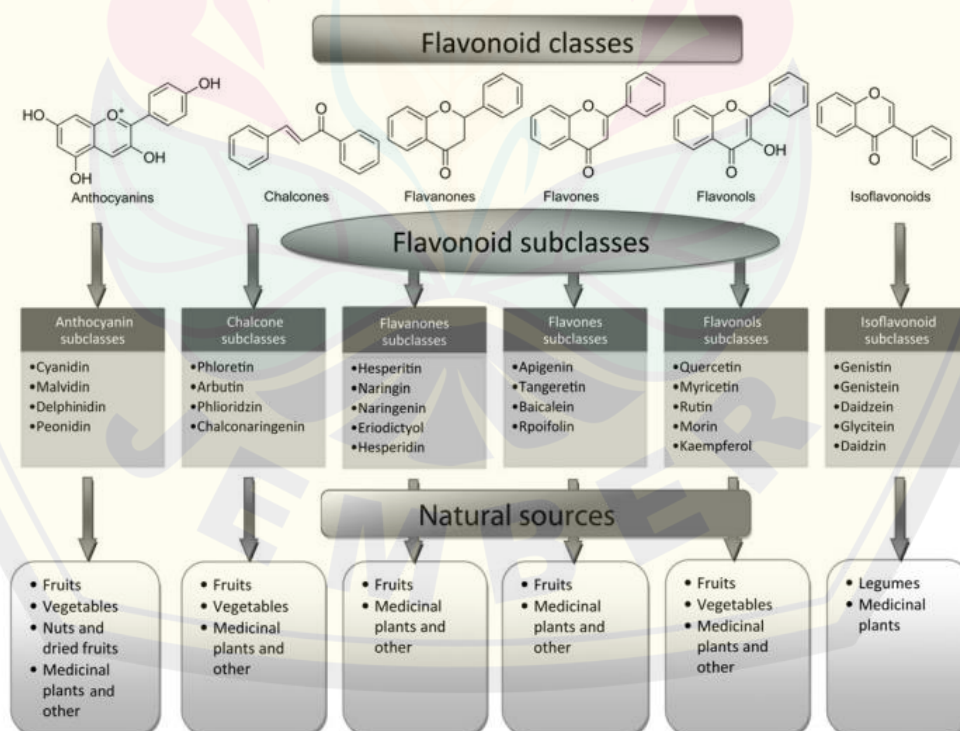 Flavonoid classes
OH
HO
O+
OH
OH
Anthocyanins
O
Chalcones
O
O
Flavanones
O
O
Flavones
O
OH
O
Flavonols
O
O
Isoflavonoids
Flavonoid subclasses
Anthocyanin
subclasses
•Cyanidin
•Malvidin
•Delphinidin
•Peonidin
Chalcone
subclasses
•Phloretin
•Arbutin
•Phlioridzin
•Chalconaringenin
Flavanones
subclasses
•Hesperitin
•Naringin
•Naringenin
•Eriodictyol
•Hesperidin
Flavones
subclasses
•Apigenin
•Tangeretin
•Baicalein
•Rpoifolin
Flavonols
subclasses
•Quercetin
•Myricetin
•Rutin
•Morin
•Kaempferol
Isoflavonoid
subclasses
•Genistin
•Genistein
•Daidzein
•Glycitein
•Daidzin
JEMBER
Natural sources
• Fruits
• Vegetables
• Nuts and
dried fruits
• Medicinal
plants and
other
• Fruits
• Vegetables
• Medicinal
plants and
other
• Fruits
• Medicinal
plants and
other
• Fruits
• Medicinal
plants and
other
• Fruits
• Vegetables
• Medicinal
plants and
other
• Legumes
• Medicinal
plants